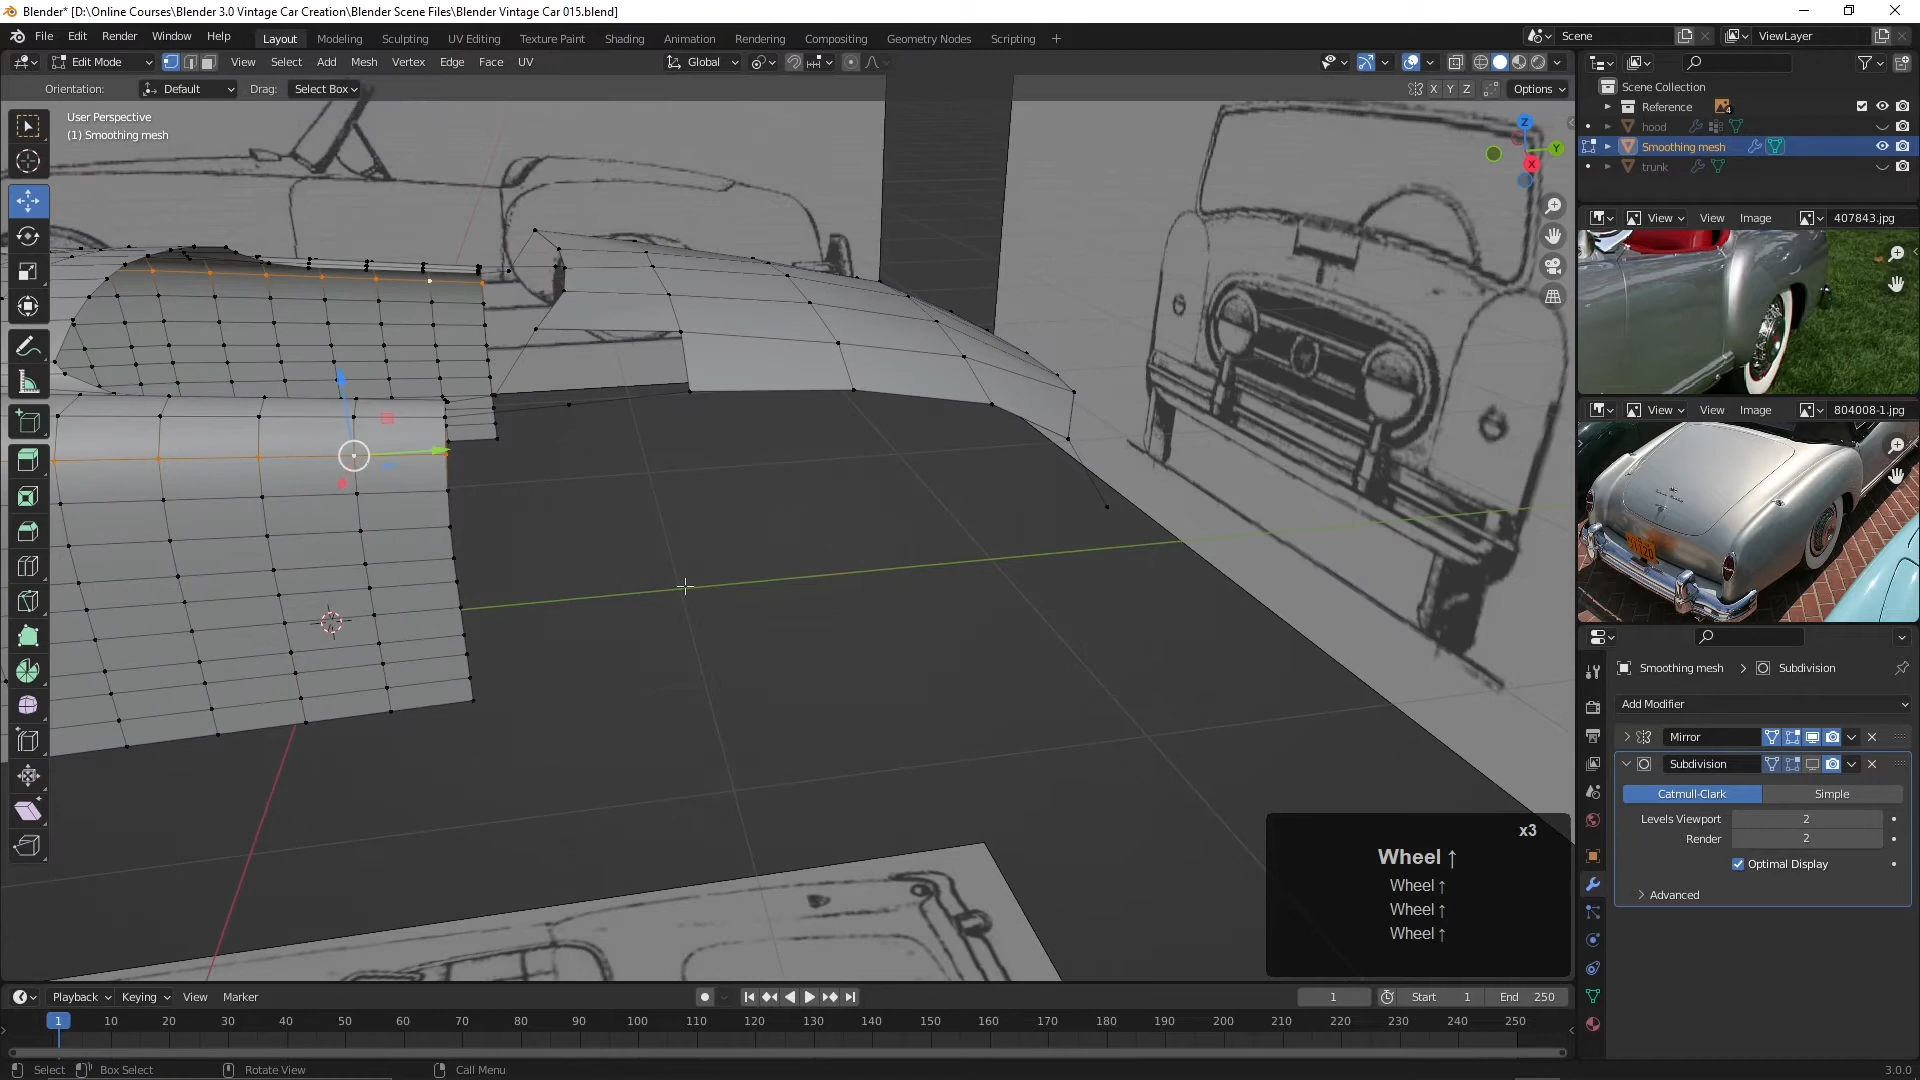 Blender* [D:\Online Courses\Blender 3.0 Vintage Car Creation\Blender Scene Files\Blender Vintage Car 015.blend]
File Edit Render Window Help
Layout Modeling Sculpting UV Editing Texture Paint Shading Animation Rendering Compositing Geometry Nodes Scripting +
Scene
ViewLayer
Edit Mode
View Select Add Mesh Vertex Edge Face UV
Global
Orientation: Default Drag: Select Box
X Y Z Options
User Perspective
(1) Smoothing mesh
Z
Y
X
Scene Collection
Reference
4
hood
Smoothing mesh
trunk
View View Image 407843.jpg
View View Image 804008-1.jpg
Smoothing mesh > Subdivision
Add Modifier
Mirror
Subdivision
Catmull-Clark Simple
Levels Viewport 2
Render 2
Optimal Display
Advanced
x3
Wheel ↑
Wheel ↑
Wheel ↑
Wheel ↑
Playback Keying View Marker
1 Start 1 End 250
1 10 20 30 40 50 60 70 80 90 100 110 120 130 140 150 160 170 180 190 200 210 220 230 240 250
Select Box Select Rotate View Call Menu
3.0.0